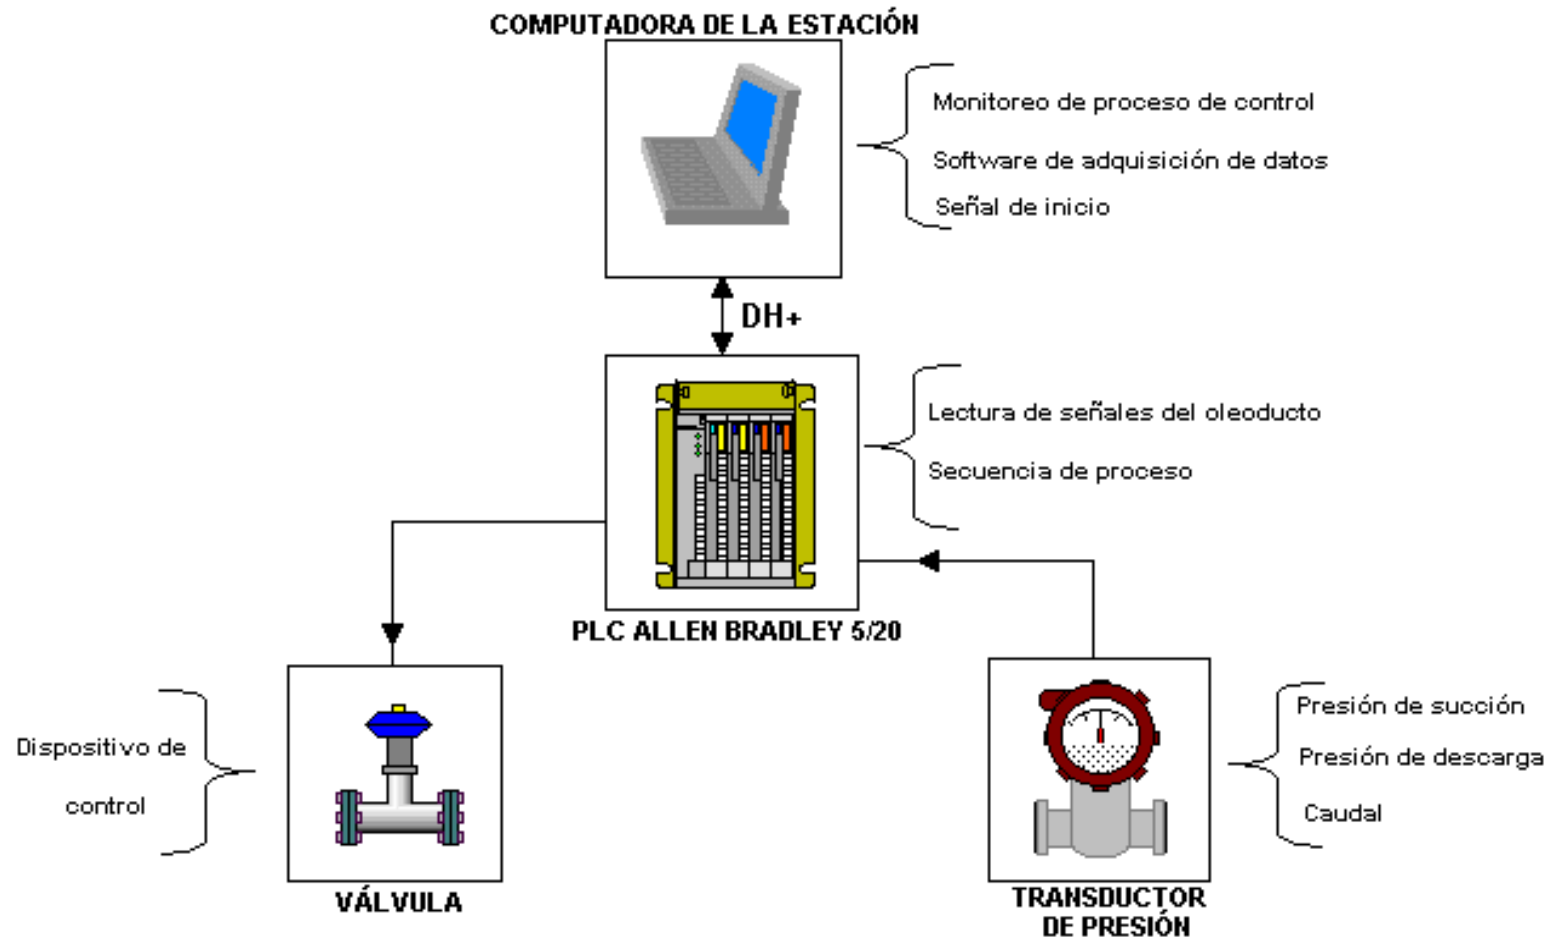 COMPUTADORA DE LA ESTACIÓN
Monitoreo de proceso de control
Software de adquisición de datos
Señal de inicio
DH+
Lectura de señales del oleoducto
Secuencia de proceso
PLC ALLEN BRADLEY 5/20
Dispositivo de
control
VÁLVULA
Presión de succión
Presión de descarga
Caudal
TRANSDUCTOR
DE PRESIÓN